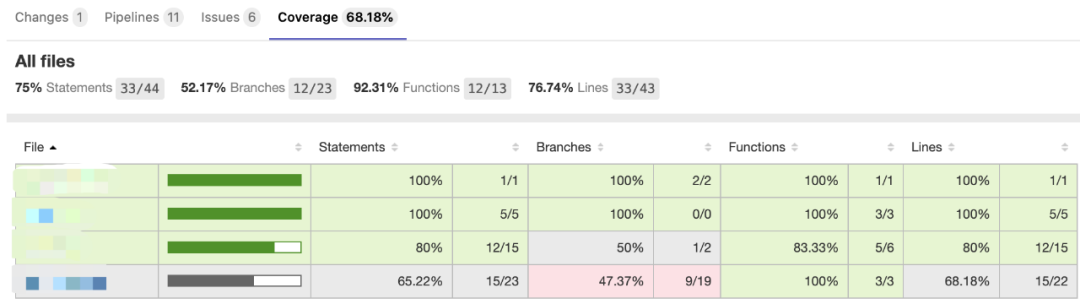 Changes 1 Pipelines 11 Issues 6 Coverage 68.18%
All files
75% Statements 33/44 52.17% Branches 12/23 92.31% Functions 12/13 76.74% Lines 33/43
File Statements Branches Functions Lines
100% 1/1 100% 2/2 100% 1/1 100% 1/1
100% 5/5 100% 0/0 100% 3/3 100% 5/5
80% 12/15 50% 1/2 83.33% 5/6 80% 12/15
65.22% 15/23 47.37% 9/19 100% 3/3 68.18% 15/22